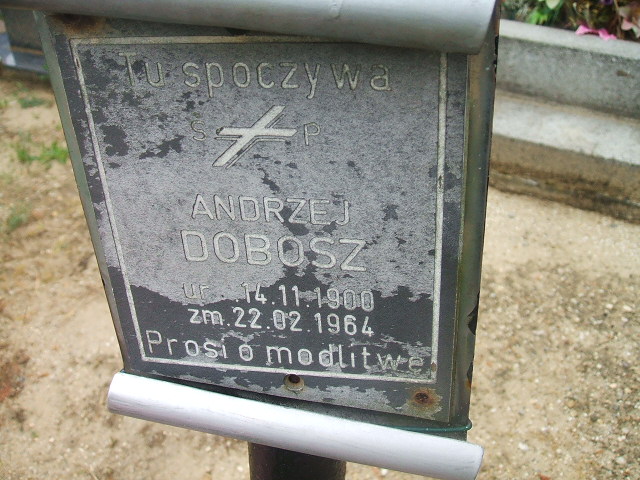 Tu spoczywa
Ś P
ANDRZEJ
DOBOSZ
ur. 14.11.1900
zm.22.02.1964
Prosi o modlitwę